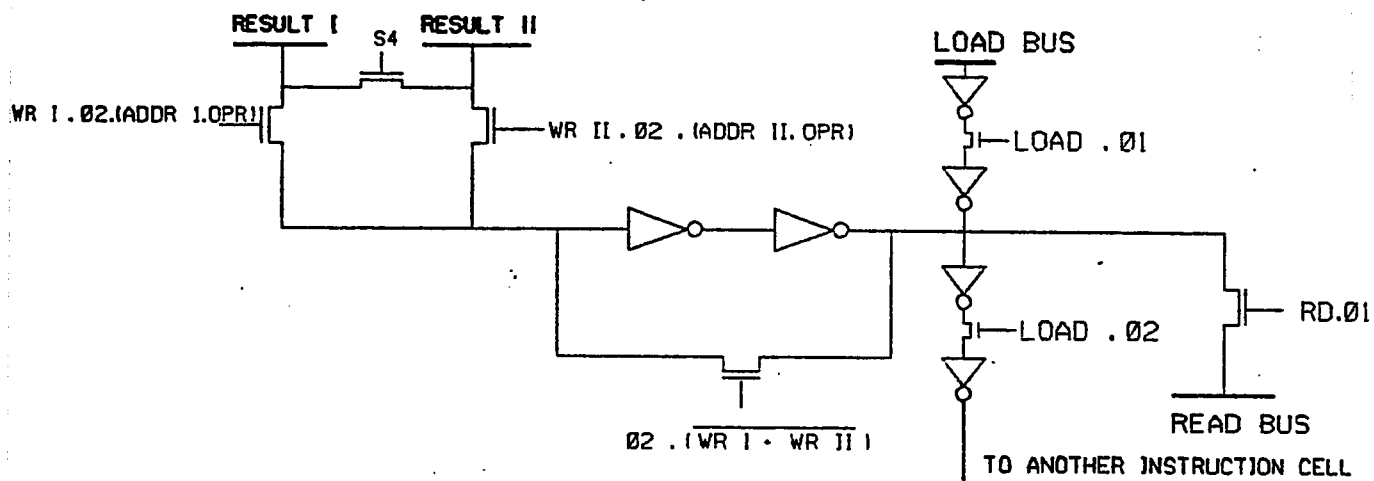 RESULT I
RESULT II
S4
LOAD BUS
WR I . Ø2.(ADDR I.OPR)
WR II . Ø2 . (ADDR II. OPR)
LOAD . Ø1
LOAD . Ø2
RD.Ø1
READ BUS
Ø2 . (WR I · WR II)
TO ANOTHER INSTRUCTION CELL